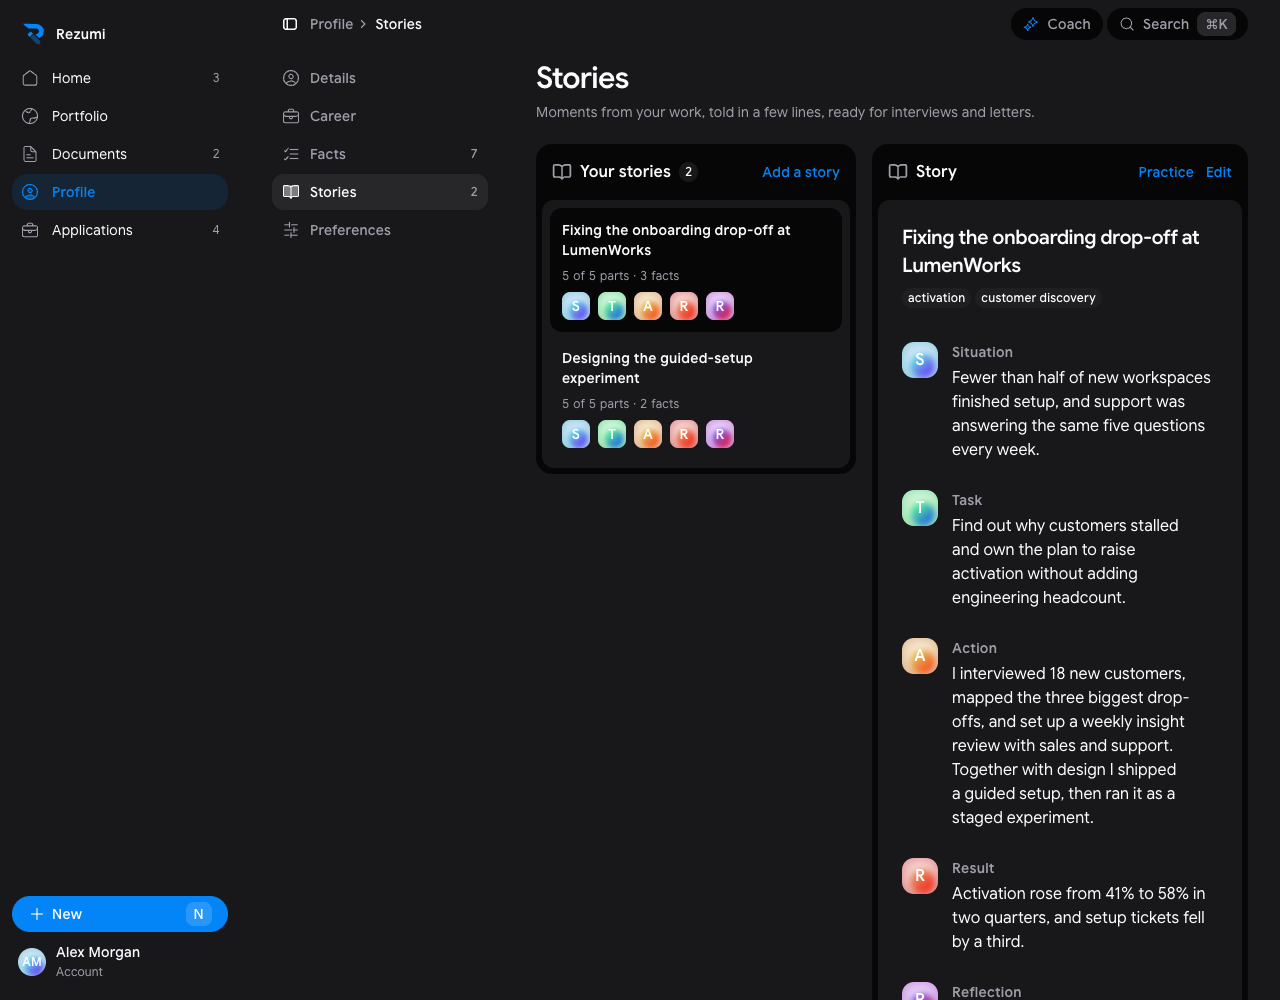 Rezumi
Home 3
Portfolio
Documents 2
Profile
Applications 4
New N
AM
Alex Morgan
Account
Profile > Stories
Details
Career
Facts 7
Stories 2
Preferences
Coach
Search ⌘K
Stories
Moments from your work, told in a few lines, ready for interviews and letters.
Your stories 2 Add a story
Fixing the onboarding drop-off at
LumenWorks
5 of 5 parts · 3 facts
S T A R R
Designing the guided-setup
experiment
5 of 5 parts · 2 facts
S T A R R
Story Practice Edit
Fixing the onboarding drop-off at
LumenWorks
activation customer discovery
S Situation
Fewer than half of new workspaces
finished setup, and support was
answering the same five questions
every week.
T Task
Find out why customers stalled
and own the plan to raise
activation without adding
engineering headcount.
A Action
I interviewed 18 new customers,
mapped the three biggest drop-
offs, and set up a weekly insight
review with sales and support.
Together with design I shipped
a guided setup, then ran it as a
staged experiment.
R Result
Activation rose from 41% to 58% in
two quarters, and setup tickets fell
by a third.
R Reflection